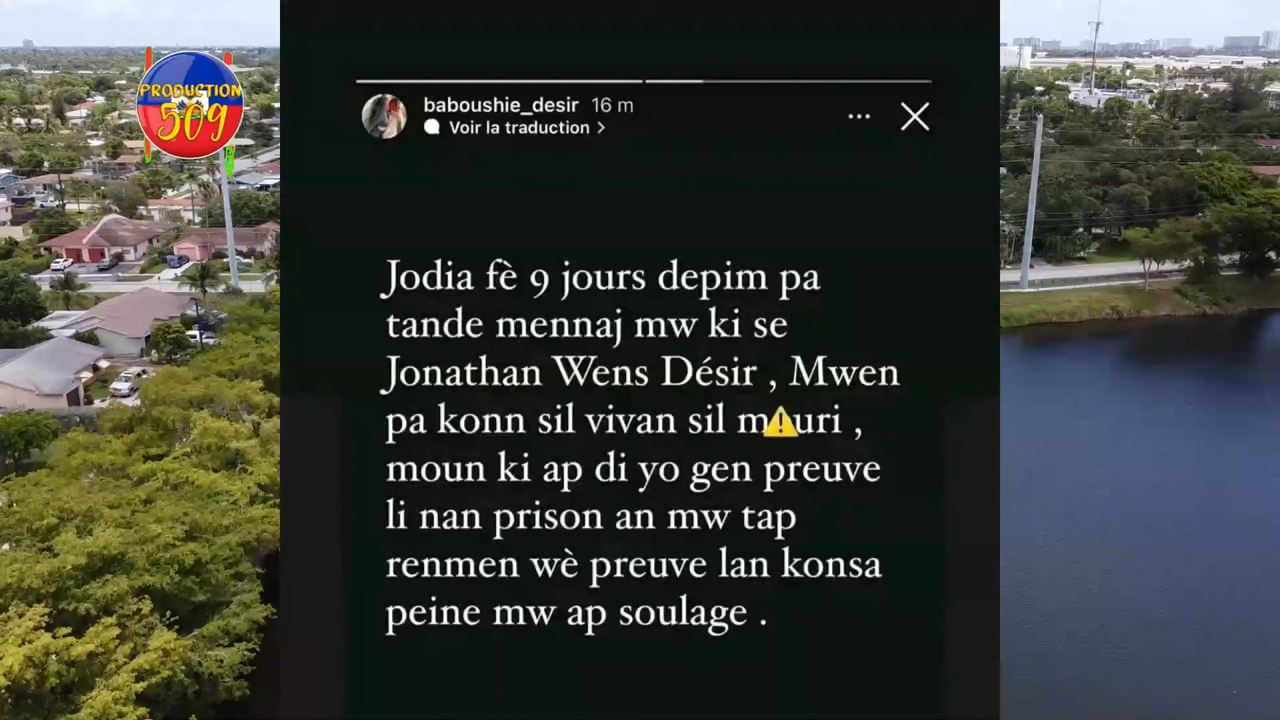 PRODUCTION
509
baboushie_desir 16 m
Voir la traduction >
Jodia fè 9 jours depim pa
tande mennaj mw ki se
Jonathan Wens Désir , Mwen
pa konn sil vivan sil m⚠️uri ,
moun ki ap di yo gen preuve
li nan prison an mw tap
renmen wè preuve lan konsa
peine mw ap soulage .